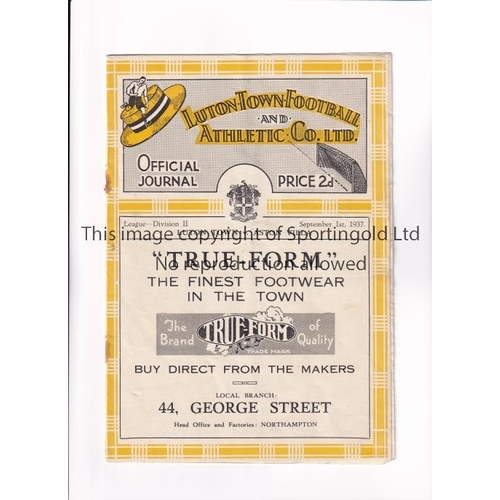 LUTON·TOWN·FOOTBALL
·AND·
ATHLETIC·CO. LTD.
OFFICIAL
JOURNAL
PRICE 2d
League—Division II
September 1st, 1937.
This image copyright of Sportingold Ltd
No reproduction allowed
"TRUE-FORM"
THE FINEST FOOTWEAR
IN THE TOWN
The Brand
TRUE-FORM
TRADE MARK
of Quality
BUY DIRECT FROM THE MAKERS
LOCAL BRANCH:
44, GEORGE STREET
Head Office and Factories: NORTHAMPTON